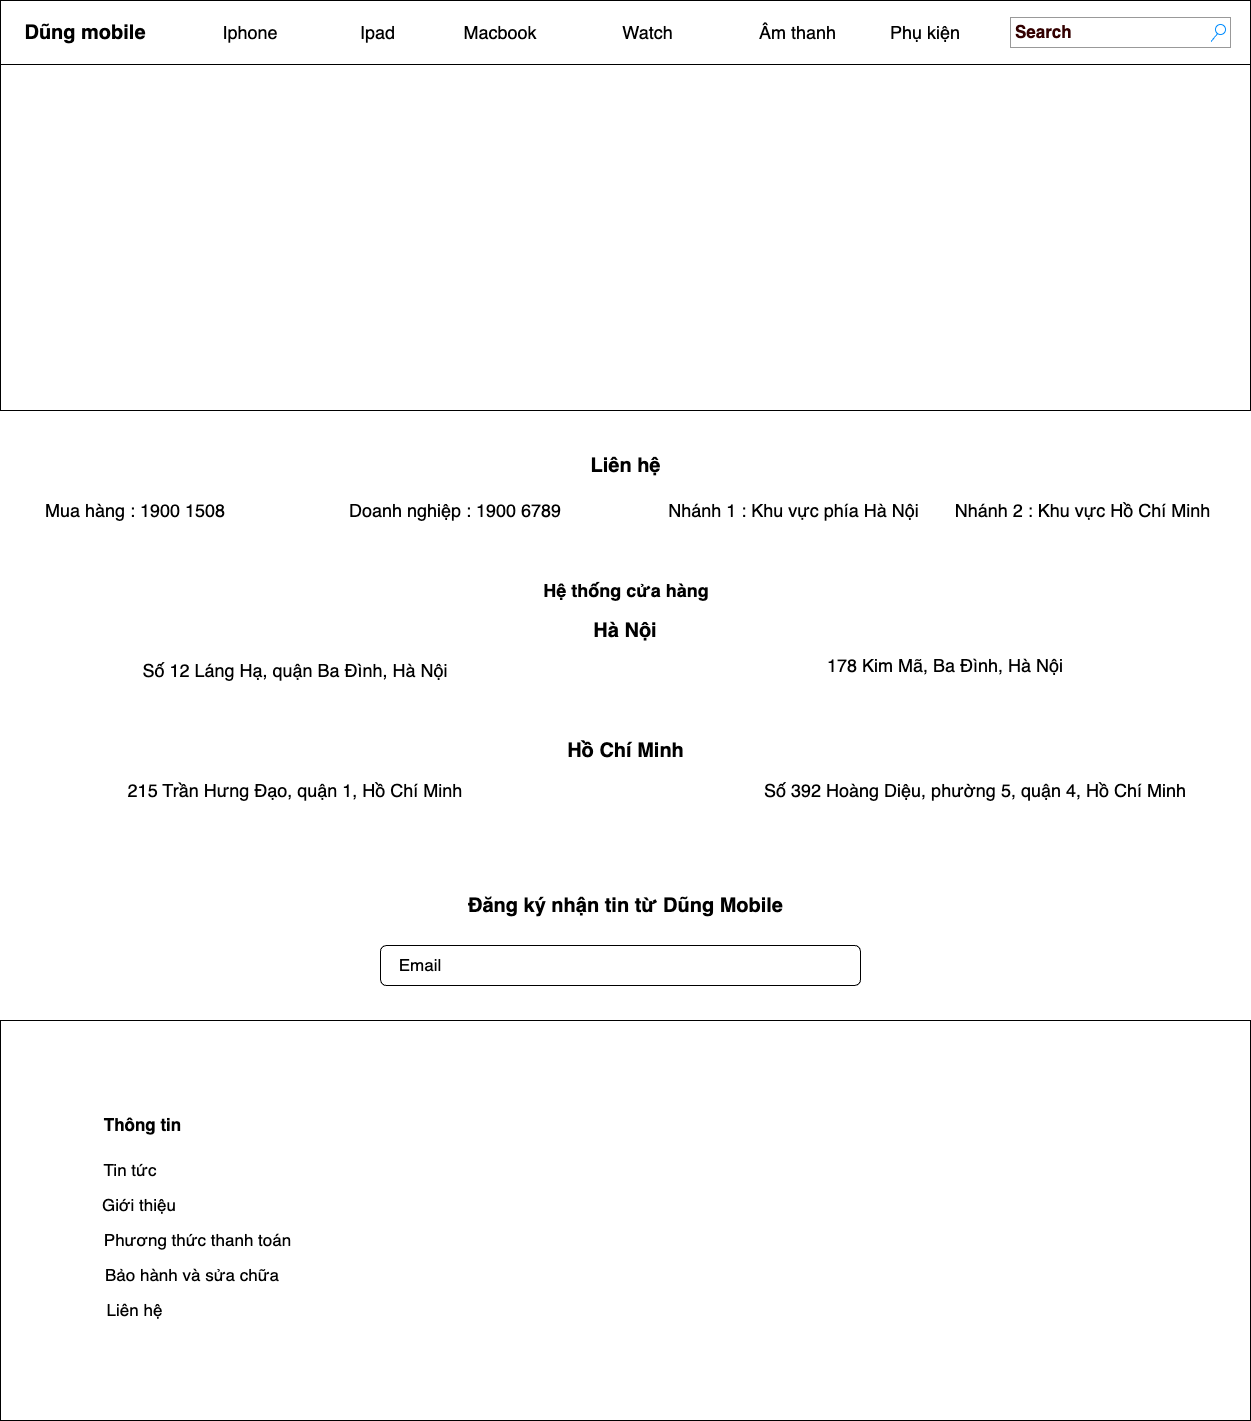 Dũng mobile Iphone Ipad Macbook Watch Âm thanh Phụ kiện Search
Liên hệ
Mua hàng : 1900 1508 Doanh nghiệp : 1900 6789 Nhánh 1 : Khu vực phía Hà Nội Nhánh 2 : Khu vực Hồ Chí Minh
Hệ thống cửa hàng
Hà Nội
Số 12 Láng Hạ, quận Ba Đình, Hà Nội 178 Kim Mã, Ba Đình, Hà Nội
Hồ Chí Minh
215 Trần Hưng Đạo, quận 1, Hồ Chí Minh Số 392 Hoàng Diệu, phường 5, quận 4, Hồ Chí Minh
Đăng ký nhận tin từ Dũng Mobile
Email
Thông tin
Tin tức
Giới thiệu
Phương thức thanh toán
Bảo hành và sửa chữa
Liên hệ